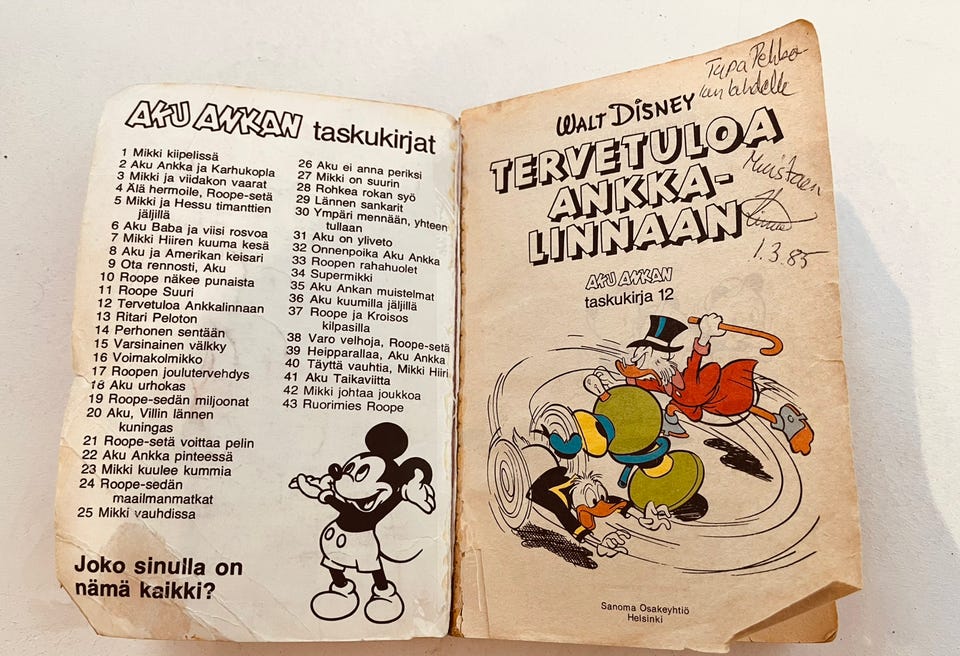 AKU ANKAN taskukirjat
1 Mikki kiipelissä
2 Aku Ankka ja Karhukopla
3 Mikki ja viidakon vaarat
4 Älä hermoile, Roope-setä
5 Mikki ja Hessu timanttien
jäljillä
6 Aku Baba ja viisi rosvoa
7 Mikki Hiiren kuuma kesä
8 Aku ja Amerikan keisari
9 Ota rennosti, Aku
10 Roope näkee punaista
11 Roope Suuri
12 Tervetuloa Ankkalinnaan
13 Ritari Peloton
14 Perhonen sentään
15 Varsinainen välkky
16 Voimakolmikko
17 Roopen joulutervehdys
18 Aku urhokas
19 Roope-sedän miljoonat
20 Aku, Villin lännen
kuningas
21 Roope-setä voittaa pelin
22 Aku Ankka pinteessä
23 Mikki kuulee kummia
24 Roope-sedän
maailmanmatkat
25 Mikki vauhdissa
26 Aku ei anna periksi
27 Mikki on suurin
28 Rohkea rokan syö
29 Lännen sankarit
30 Ympäri mennään, yhteen
tullaan
31 Aku on yliveto
32 Onnenpoika Aku Ankka
33 Roopen rahahuolet
34 Supermikki
35 Aku Ankan muistelmat
36 Aku kuumilla jäljillä
37 Roope ja Kroisos
kilpasilla
38 Varo velhoja, Roope-setä
39 Heipparallaa, Aku Ankka
40 Täyttä vauhtia, Mikki Hiiri
41 Aku Taikaviitta
42 Mikki johtaa joukkoa
43 Ruorimies Roope
Joko sinulla on
nämä kaikki?
WALT DISNEY
TERVETULOA
ANKKA-
LINNAAN
AKU ANKAN
taskukirja 12
Muistaen
1.3.85
Sanoma Osakeyhtiö
Helsinki